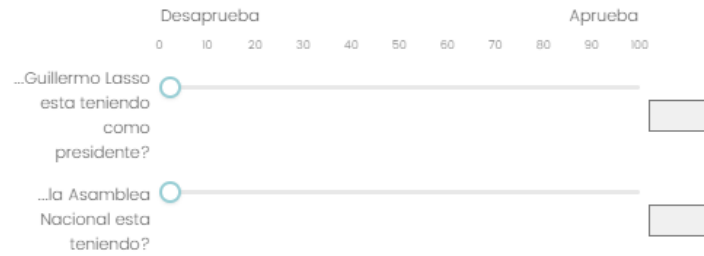 Desaprueba Aprueba
0 10 20 30 40 50 60 70 80 90 100
...Guillermo Lasso
esta teniendo
como
presidente?
...la Asamblea
Nacional esta
teniendo?